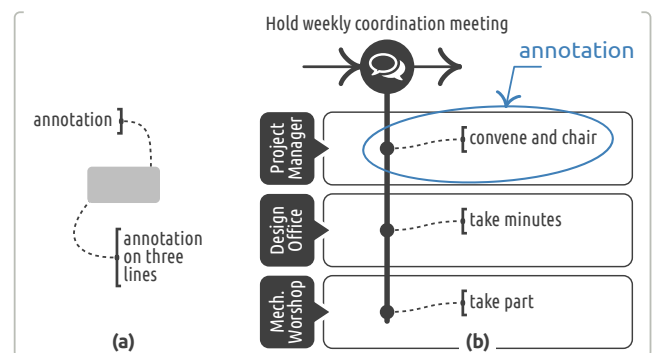 Hold weekly coordination meeting
annotation
annotation
Project
Manager
convene and chair
Design
Office
take minutes
annotation
on three
lines
Mech.
Worshop
take part
(a)
(b)